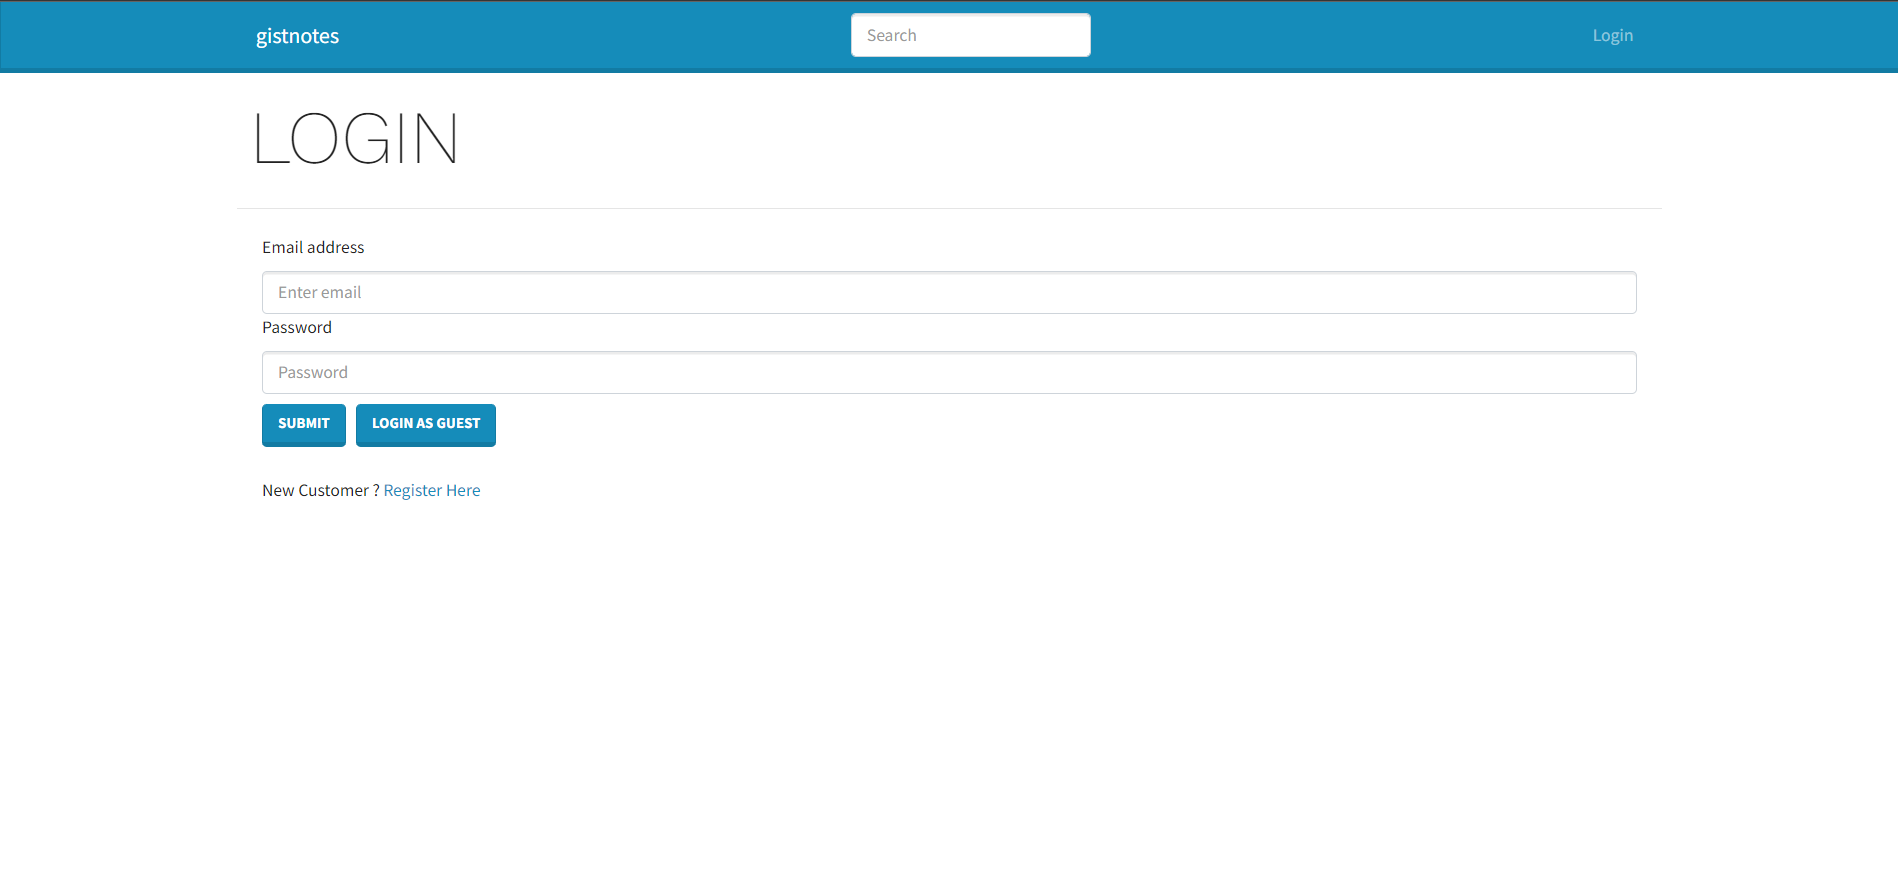 gistnotes
Search
Login
LOGIN
Email address
Enter email
Password
Password
SUBMIT
LOGIN AS GUEST
New Customer ? Register Here